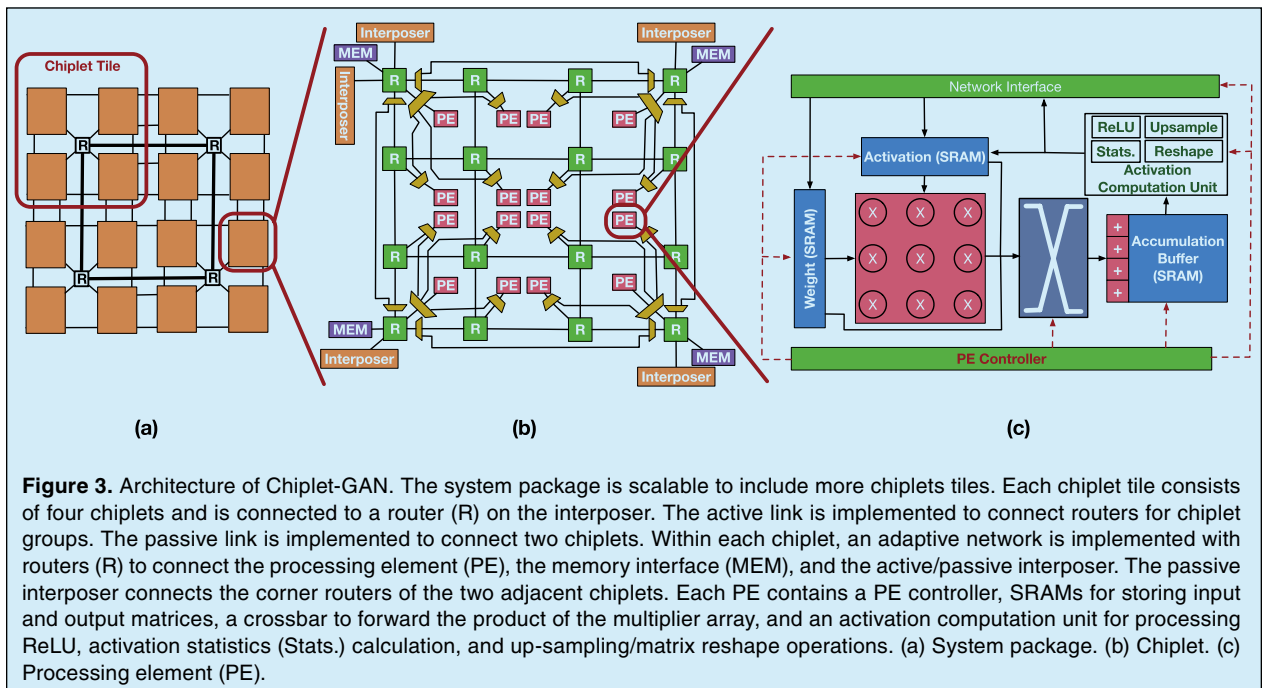 Chiplet Tile
R
R
R
R
(a)
Interposer
Interposer
MEM
MEM
Interposer
R
R
R
R
PE
PE
PE
PE
R
R
R
R
PE
PE
PE
PE
PE
PE
PE
PE
R
R
R
R
PE
PE
PE
PE
R
R
R
R
MEM
MEM
Interposer
Interposer
(b)
Network Interface
ReLU
Upsample
Stats.
Reshape
Activation
Computation Unit
Activation (SRAM)
Weight (SRAM)
X
X
X
X
X
X
X
X
X
+
+
+
+
Accumulation
Buffer
(SRAM)
PE Controller
(c)
Figure 3. Architecture of Chiplet-GAN. The system package is scalable to include more chiplets tiles. Each chiplet tile consists
of four chiplets and is connected to a router (R) on the interposer. The active link is implemented to connect routers for chiplet
groups. The passive link is implemented to connect two chiplets. Within each chiplet, an adaptive network is implemented with
routers (R) to connect the processing element (PE), the memory interface (MEM), and the active/passive interposer. The passive
interposer connects the corner routers of the two adjacent chiplets. Each PE contains a PE controller, SRAMs for storing input
and output matrices, a crossbar to forward the product of the multiplier array, and an activation computation unit for processing
ReLU, activation statistics (Stats.) calculation, and up-sampling/matrix reshape operations. (a) System package. (b) Chiplet. (c)
Processing element (PE).